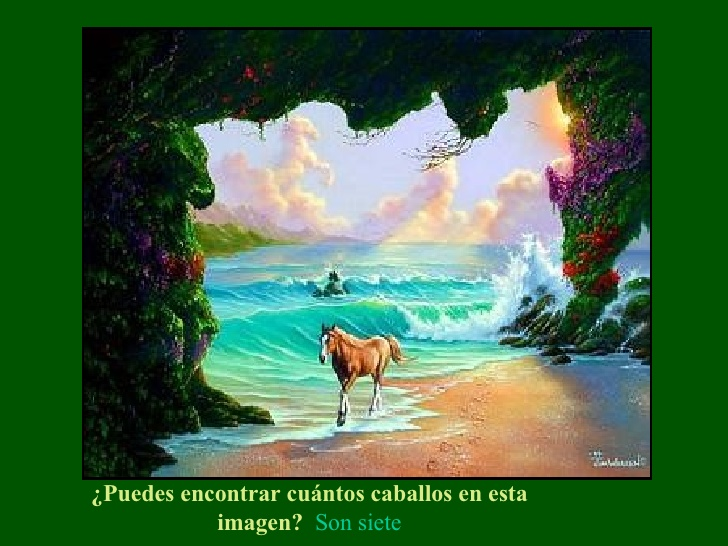 ¿Puedes encontrar cuántos caballos en esta
imagen? Son siete